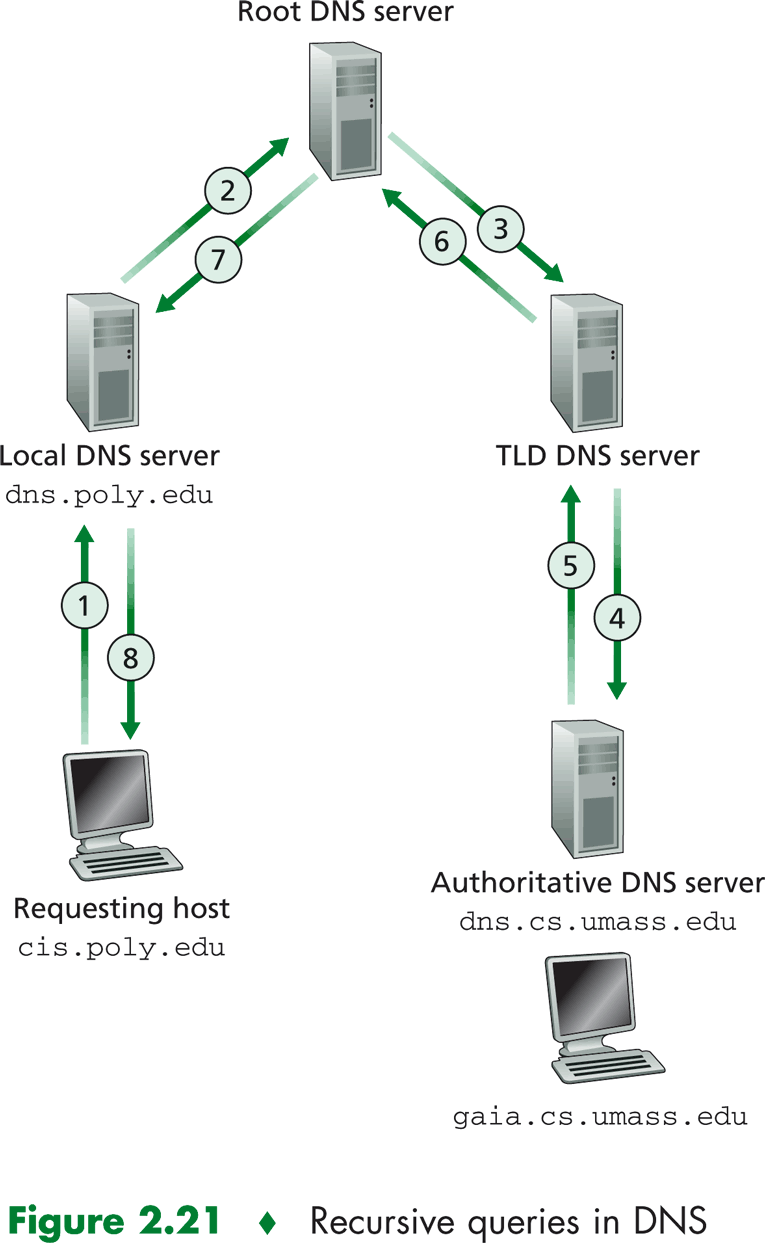 Root DNS server
2
3
7
6
Local DNS server
dns.poly.edu
TLD DNS server
1
5
8
4
Requesting host
cis.poly.edu
Authoritative DNS server
dns.cs.umass.edu
gaia.cs.umass.edu
Figure 2.21 ♦ Recursive queries in DNS